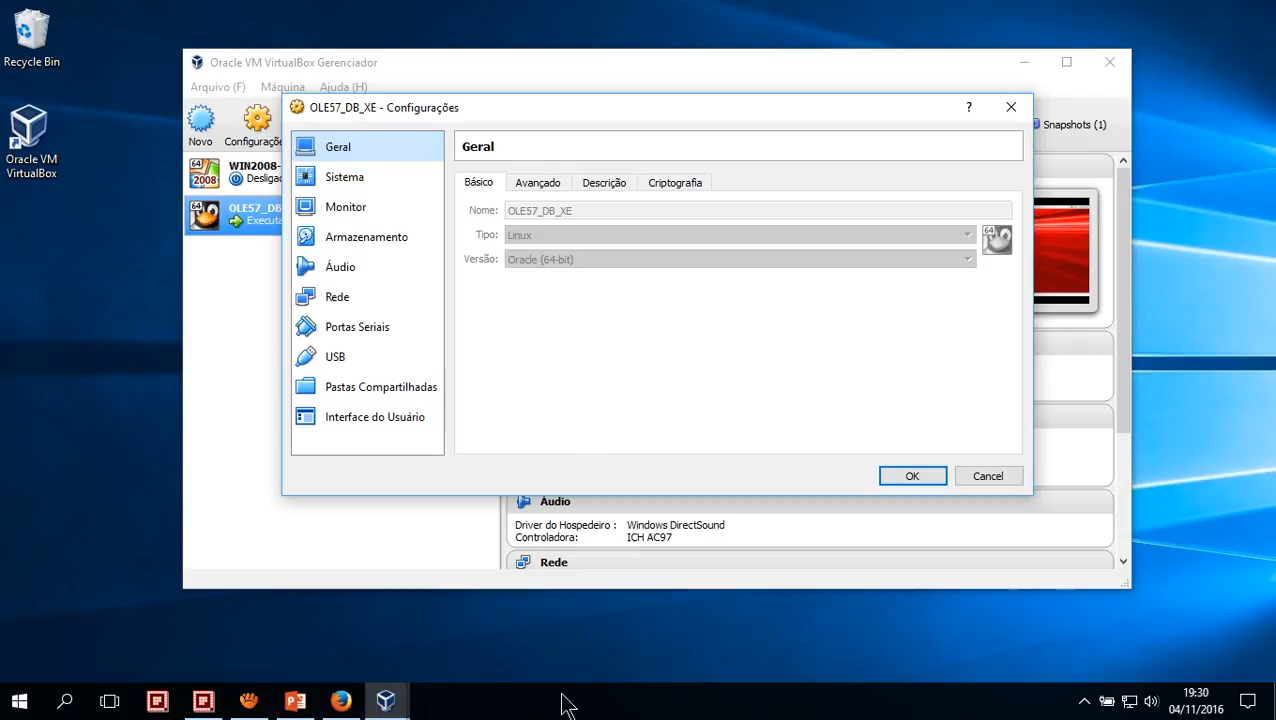 Recycle Bin
Oracle VM
VirtualBox
Oracle VM VirtualBox Gerenciador
Arquivo (F)
Máquina
Ajuda (H)
Novo
Configuraçõe
Snapshots (1)
64
2008
WIN2008-
Desliga
64
OLE57_DB
Executa
OLE57_DB_XE - Configurações
?
Geral
Sistema
Monitor
Armazenamento
Áudio
Rede
Portas Seriais
USB
Pastas Compartilhadas
Interface do Usuário
Geral
Básico
Avançado
Descrição
Criptografia
Nome: OLE57_DB_XE
Tipo: Linux
Versão: Oracle (64-bit)
64
OK
Cancel
Áudio
Driver do Hospedeiro : Windows DirectSound
Controladora: ICH AC97
Rede
19:30
04/11/2016